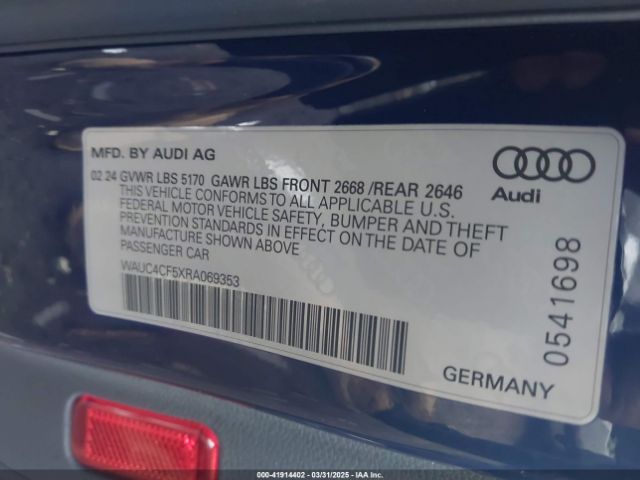 MFD. BY AUDI AG
Audi
02 24 GVWR LBS 5170 GAWR LBS FRONT 2668 /REAR 2646
THIS VEHICLE CONFORMS TO ALL APPLICABLE U.S.
FEDERAL MOTOR VEHICLE SAFETY, BUMPER AND THEFT
PREVENTION STANDARDS IN EFFECT ON THE DATE OF
MANUFACTURE SHOWN ABOVE
PASSENGER CAR
WAUC4CF5XRA069353
0541698
GERMANY
000-41914402 - 03/31/2025 - IAA Inc.